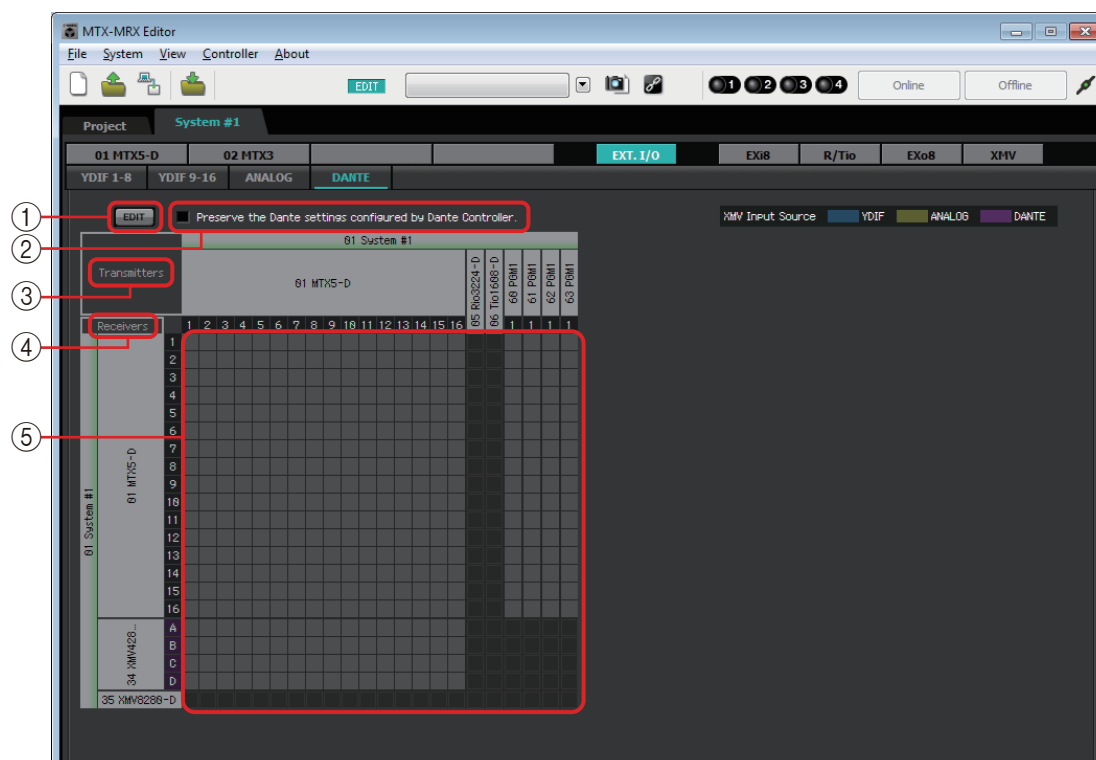 MTX-MRX Editor
File System View Controller About
EDIT 1 2 3 4 Online Offline
Project System #1
01 MTX5-D 02 MTX3 EXT. I/O EXi8 R/Tio EXo8 XMV
YDIF 1-8 YDIF 9-16 ANALOG DANTE
① EDIT Preserve the Dante settings configured by Dante Controller. XMV Input Source YDIF ANALOG DANTE
②
01 System #1
③ Transmitters
01 MTX5-D
05 Rio3224-D
06 Tio1608-D
60 PGM1
61 PGM1
62 PGM1
63 PGM1
④ Receivers
1 2 3 4 5 6 7 8 9 10 11 12 13 14 15 16 1 1 1 1
⑤
01 System #1
01 MTX5-D
1
2
3
4
5
6
7
8
9
10
11
12
13
14
15
16
34 XMV428...
A
B
C
D
35 XMV8280-D